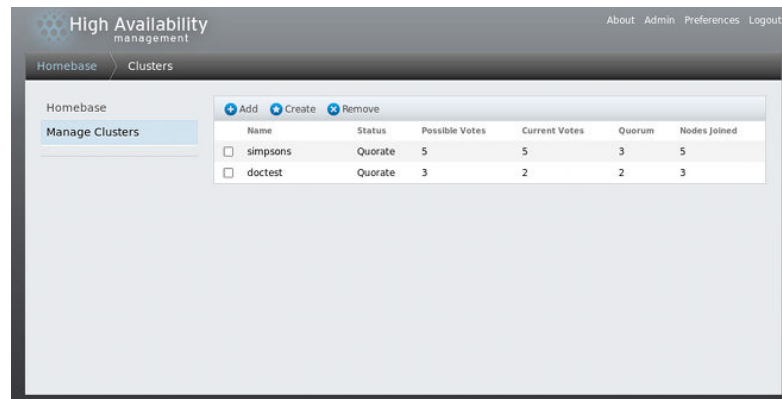 High Availability
management
About Admin Preferences Logout
Homebase Clusters
Homebase
Manage Clusters
Add Create Remove
Name Status Possible Votes Current Votes Quorum Nodes Joined
simpsons Quorate 5 5 3 5
doctest Quorate 3 2 2 3